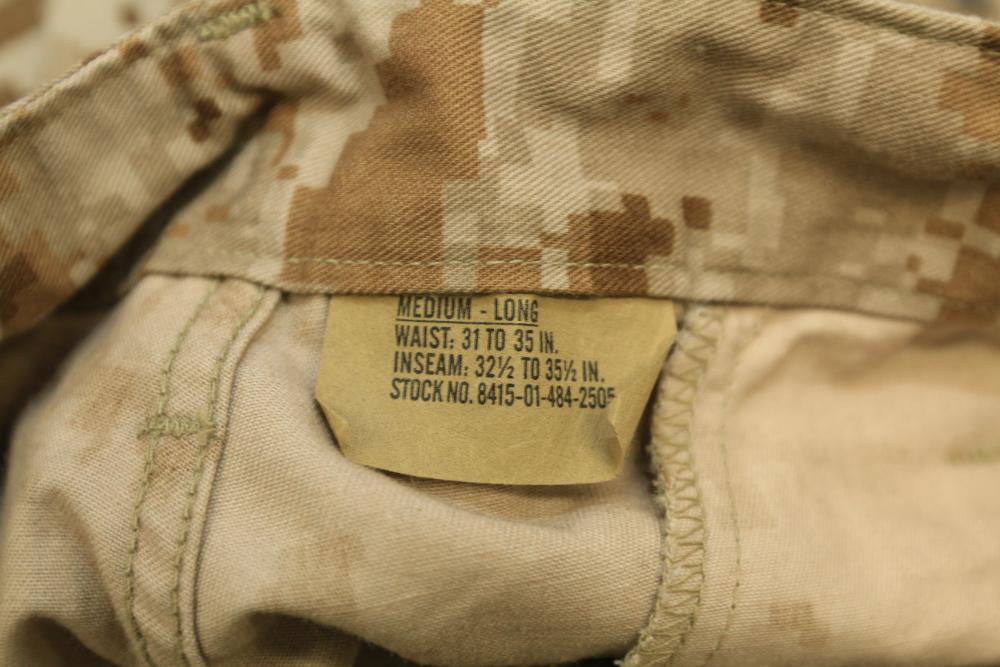 MEDIUM - LONG
WAIST: 31 TO 35 IN.
INSEAM: 32½ TO 35½ IN.
STOCK NO. 8415-01-484-2505